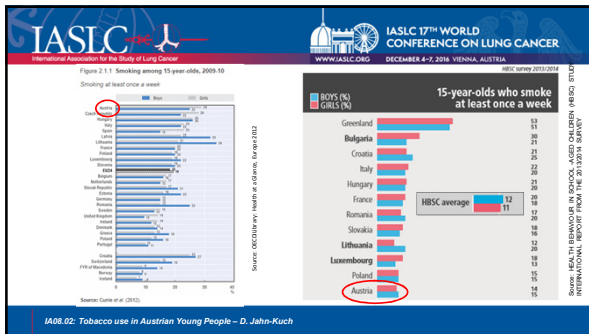 IASLC
International Association for the Study of Lung Cancer
IASLC 17TH WORLD
CONFERENCE ON LUNG CANCER
WWW.IASLC.ORG
DECEMBER 4–7, 2016 VIENNA, AUSTRIA
Figure 2.1.1 Smoking among 15-year-olds, 2009-10
Smoking at least once a week
Boys Girls
Austria
Hungary
Italy
Spain
Latvia
Lithuania
France
Finland
Luxembourg
Slovenia
Belgium
Netherlands
Slovak Republic
Estonia
Germany
Romania
Sweden
United Kingdom
Ireland
Denmark
Greece
Poland
Portugal
Croatia
Switzerland
FYR of Macedonia
Norway
Iceland
0 10 20 30 40
%
Source: Currie et al. (2012).
Source: OECDiLibrary: Health at a Glance, Europe 2012
HBSC survey 2013/2014
BOYS (%)
GIRLS (%)
15-year-olds who smoke
at least once a week
Greenland 53
51
Bulgaria 30
21
Croatia 21
25
Italy 22
20
Hungary 21
20
France 20
18
Romania 17
20
Slovakia 18
16
Lithuania 12
20
Luxembourg 18
13
Poland 15
15
Austria 14
15
HBSC average 12
11
Source: HEALTH BEHAVIOUR IN SCHOOL-AGED CHILDREN (HBSC) STUDY:
INTERNATIONAL REPORT FROM THE 2013/2014 SURVEY
IA08.02: Tobacco use in Austrian Young People – D. Jahn-Kuch